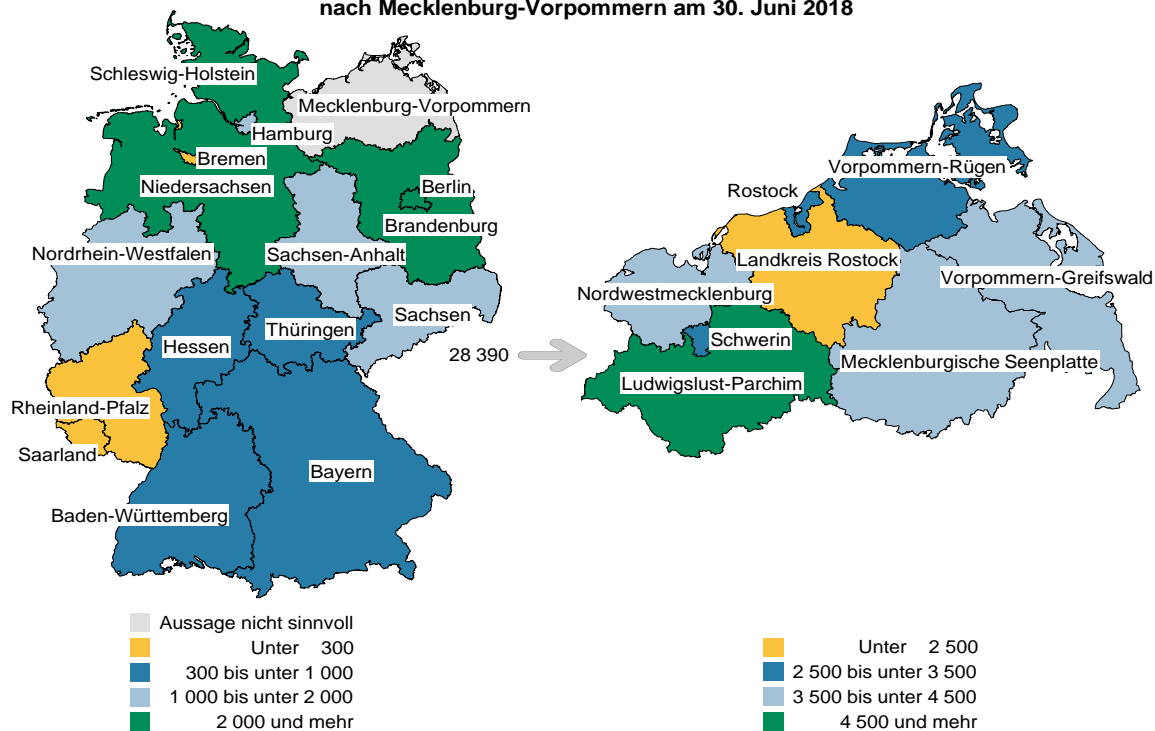 nach Mecklenburg-Vorpommern am 30. Juni 2018
Schleswig-Holstein
Mecklenburg-Vorpommern
Hamburg
Bremen
Niedersachsen
Berlin
Brandenburg
Nordrhein-Westfalen
Sachsen-Anhalt
Sachsen
Thüringen
Hessen
28 390
Rheinland-Pfalz
Saarland
Bayern
Baden-Württemberg
Vorpommern-Rügen
Rostock
Landkreis Rostock
Vorpommern-Greifswald
Nordwestmecklenburg
Schwerin
Mecklenburgische Seenplatte
Ludwigslust-Parchim
Aussage nicht sinnvoll
Unter 300
300 bis unter 1 000
1 000 bis unter 2 000
2 000 und mehr
Unter 2 500
2 500 bis unter 3 500
3 500 bis unter 4 500
4 500 und mehr